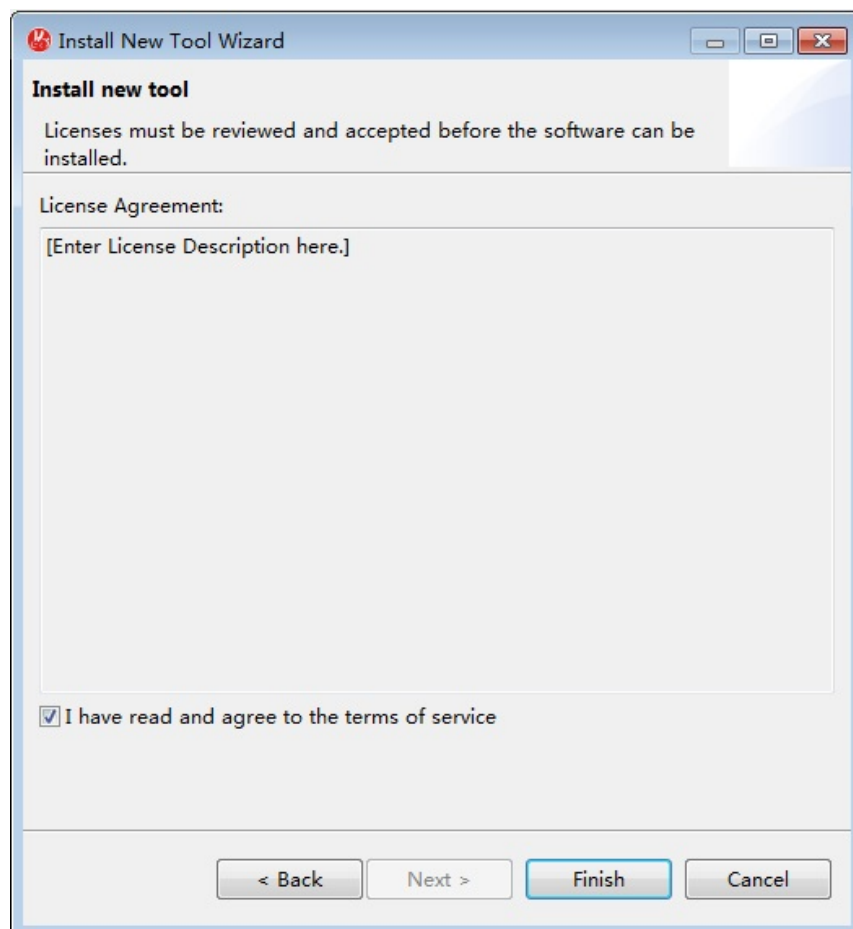 Install New Tool Wizard
Install new tool
Licenses must be reviewed and accepted before the software can be
installed.
License Agreement:
[Enter License Description here.]
I have read and agree to the terms of service
< Back
Next >
Finish
Cancel